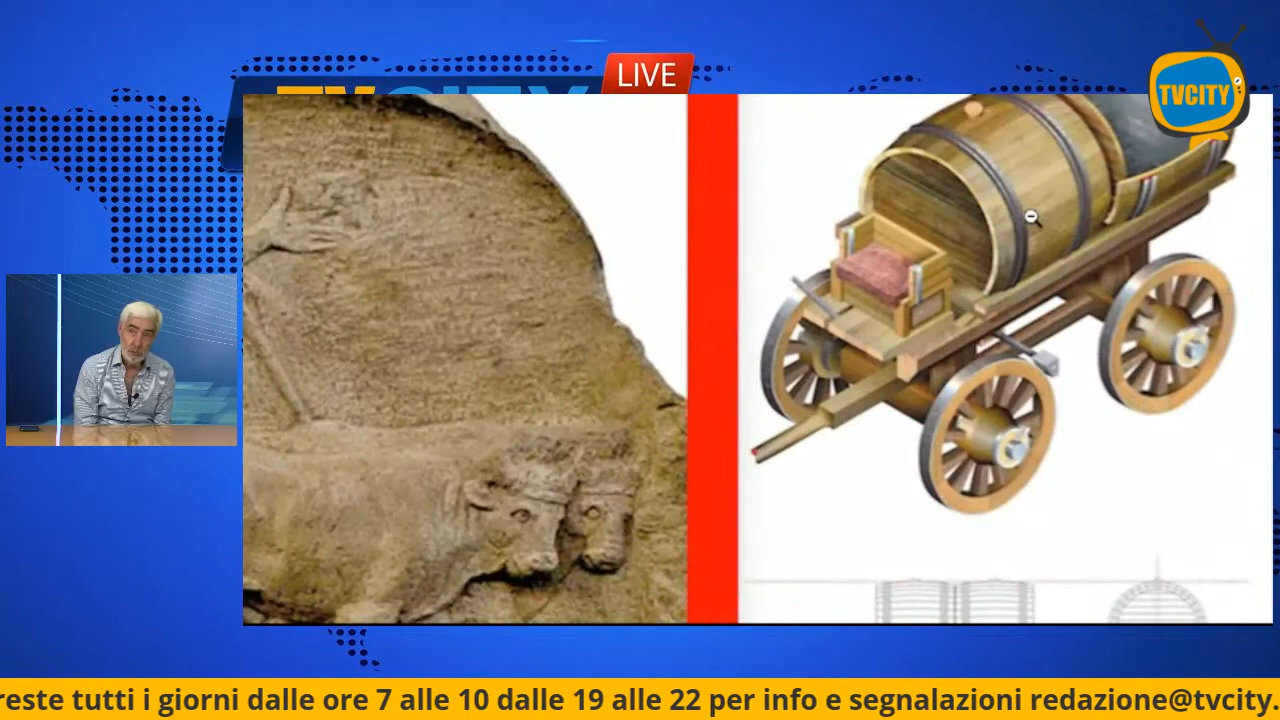 LIVE
TVCITY
TVCITY
reste tutti i giorni dalle ore 7 alle 10 dalle 19 alle 22 per info e segnalazioni redazione@tvcity.